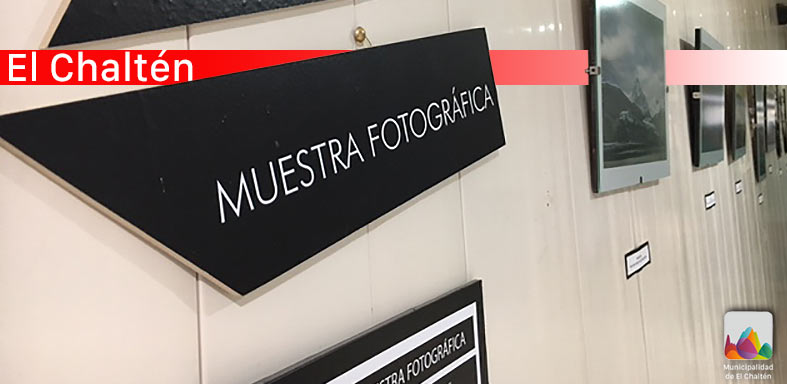 El Chaltén
MUESTRA FOTOGRÁFICA
MUESTRA FOTOGRÁFICA
Municipalidad
de El Chaltén